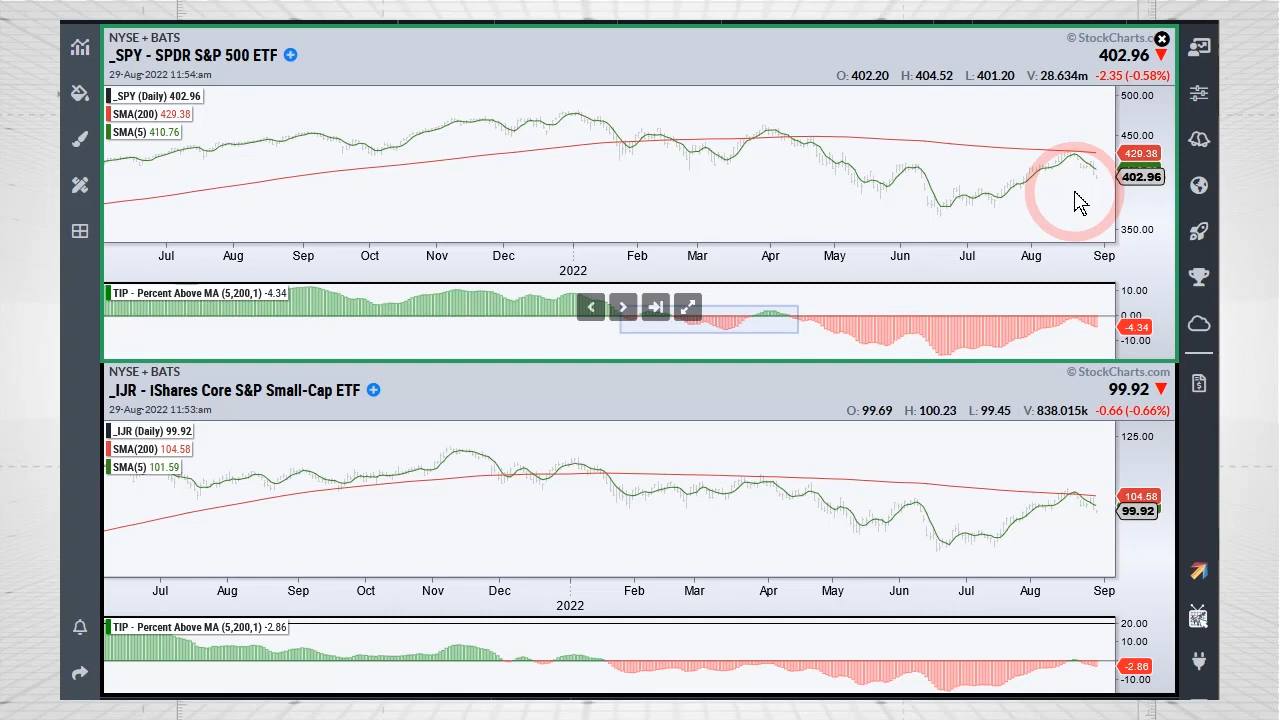 NYSE + BATS
© StockCharts.c
_SPY - SPDR S&P 500 ETF
402.96
29-Aug-2022 11:54:am
O: 402.20 H: 404.52 L: 401.20 V: 28.634m -2.35 (-0.58%)
_SPY (Daily) 402.96
SMA(200) 429.38
SMA(5) 410.76
500.00
450.00
429.38
402.96
350.00
Jul Aug Sep Oct Nov Dec 2022 Feb Mar Apr May Jun Jul Aug Sep
TIP - Percent Above MA (5,200,1) -4.34
10.00
0.00
-4.34
-10.00
NYSE + BATS
© StockCharts.com
_IJR - iShares Core S&P Small-Cap ETF
99.92
29-Aug-2022 11:53:am
O: 99.69 H: 100.23 L: 99.45 V: 838.015k -0.66 (-0.66%)
_IJR (Daily) 99.92
SMA(200) 104.58
SMA(5) 101.59
125.00
104.58
99.92
Jul Aug Sep Oct Nov Dec 2022 Feb Mar Apr May Jun Jul Aug Sep
TIP - Percent Above MA (5,200,1) -2.86
20.00
10.00
-2.86
-10.00